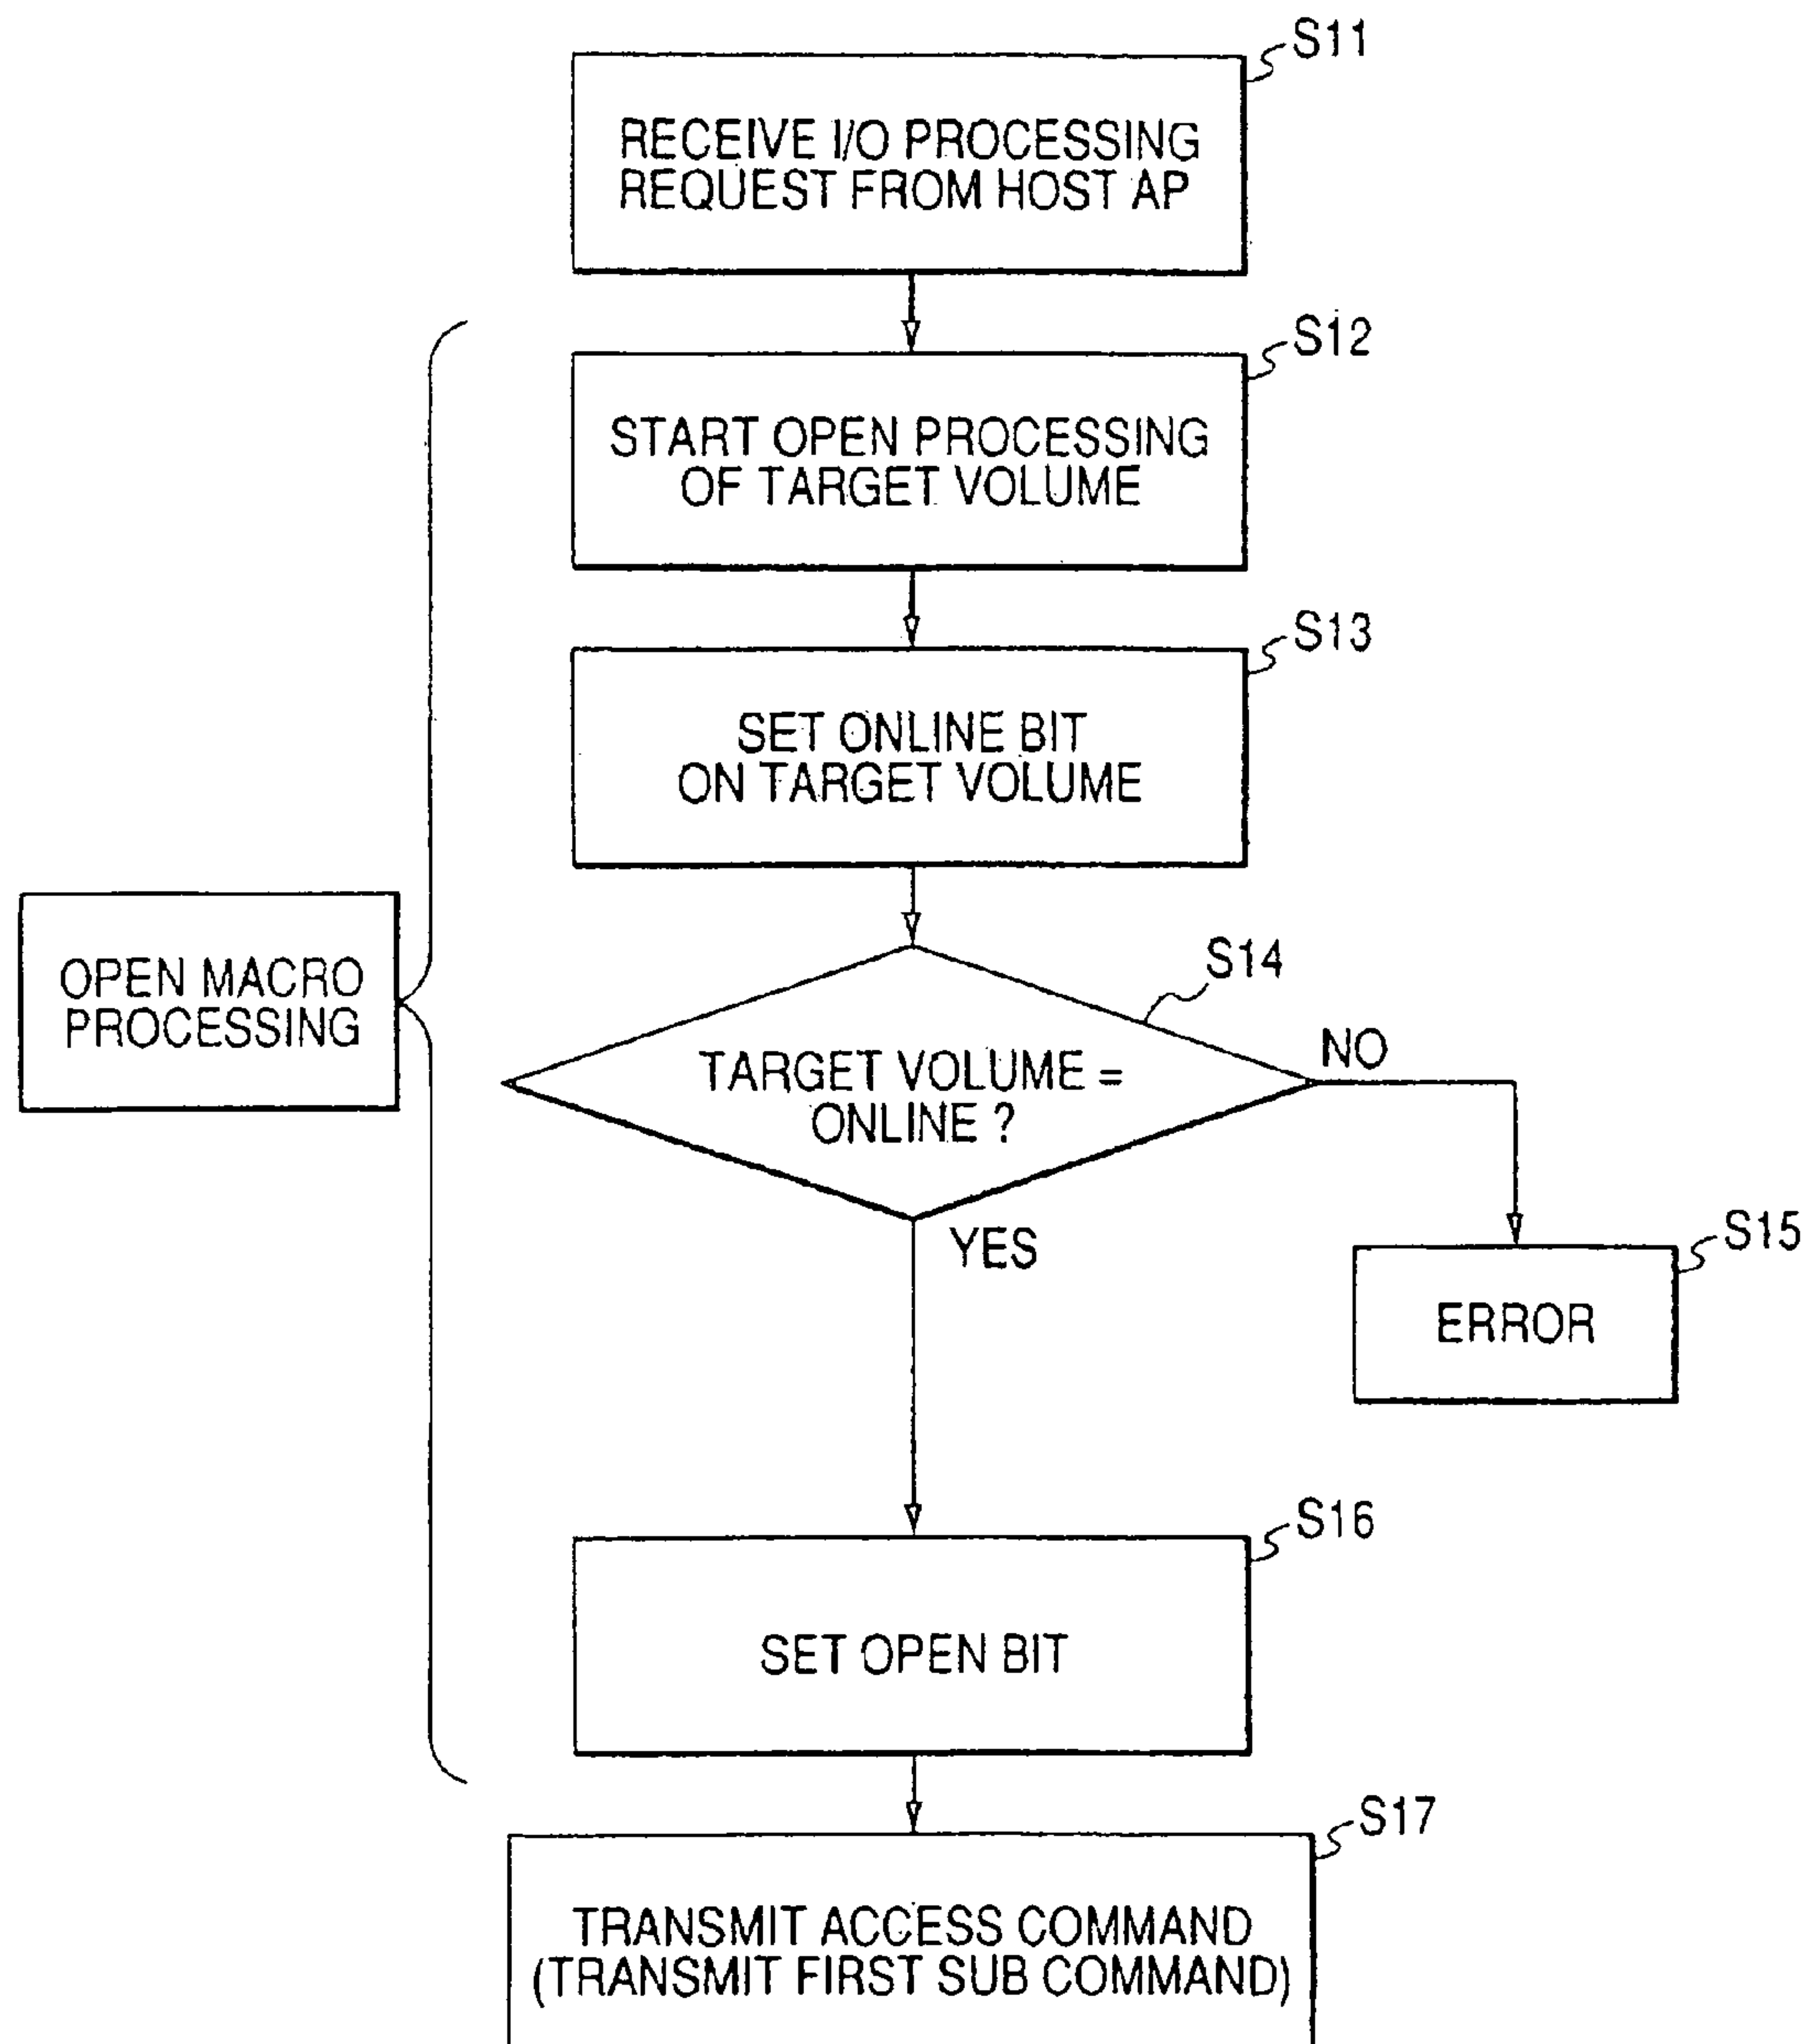 S11
RECEIVE I/O PROCESSING
REQUEST FROM HOST AP
S12
START OPEN PROCESSING
OF TARGET VOLUME
S13
SET ONLINE BIT
ON TARGET VOLUME
OPEN MACRO
PROCESSING
S14
TARGET VOLUME =
ONLINE ?
NO
YES
S15
ERROR
S16
SET OPEN BIT
S17
TRANSMIT ACCESS COMMAND
(TRANSMIT FIRST SUB COMMAND)